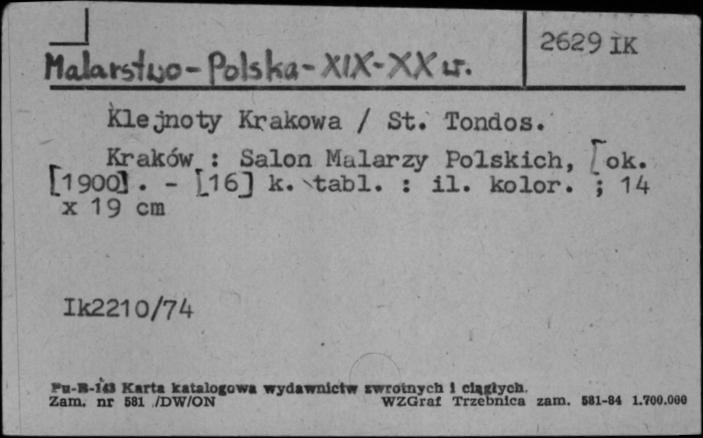 Malarstwo-Polska-XIX-XX w.
2629 IK
Klejnoty Krakowa / St. Tondos.
Kraków : Salon Malarzy Polskich, [ok.
[1900]. - [16] k. tabl. : il. kolor. ; 14
x 19 cm
Ik2210/74
Pu-B-143 Karta katalogowa wydawnictw zwrotnych i ciągłych.
Zam. nr 581 /DW/ON WZGraf Trzebnica zam. 581-84 1.700.000